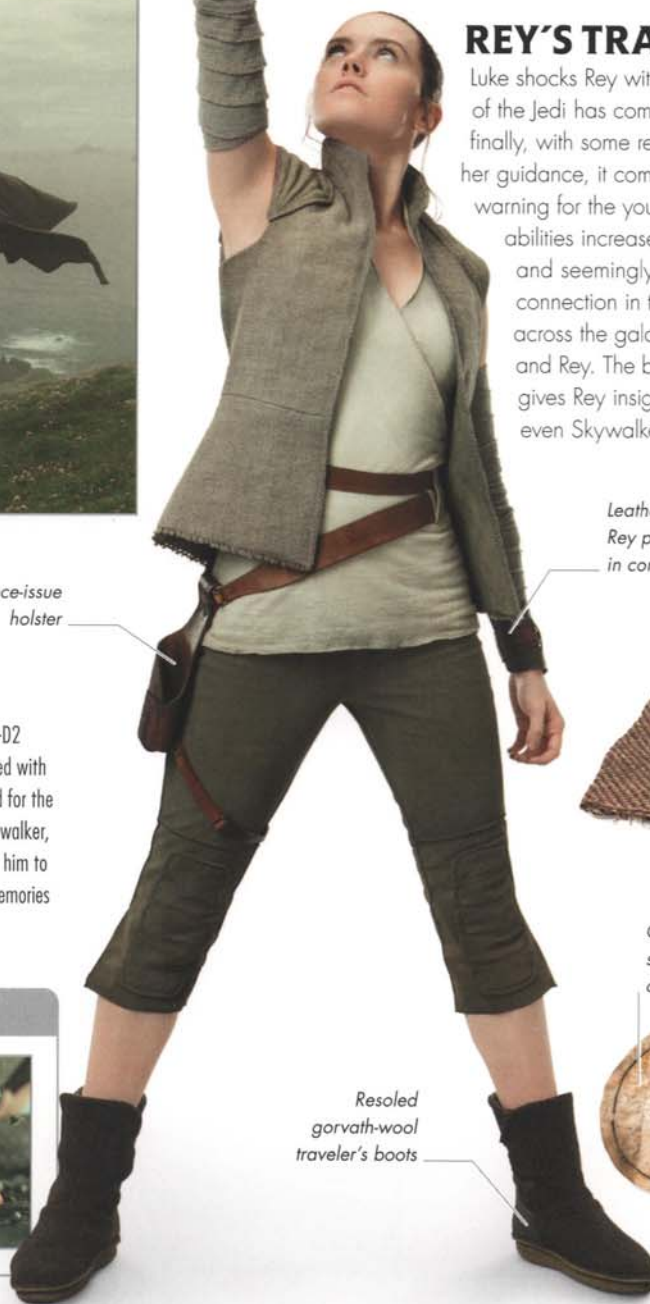 REY'S TRA
Luke shocks Rey wit
of the Jedi has com
finally, with some re
her guidance, it com
warning for the you
abilities increase
and seemingly
connection in t
across the gala
and Rey. The b
gives Rey insig
even Skywalk
Leath
Rey p
in co
ce-issue
holster
-D2
ed with
d for the
walker,
him to
emories
Resoled
gorvath-wool
traveler's boots